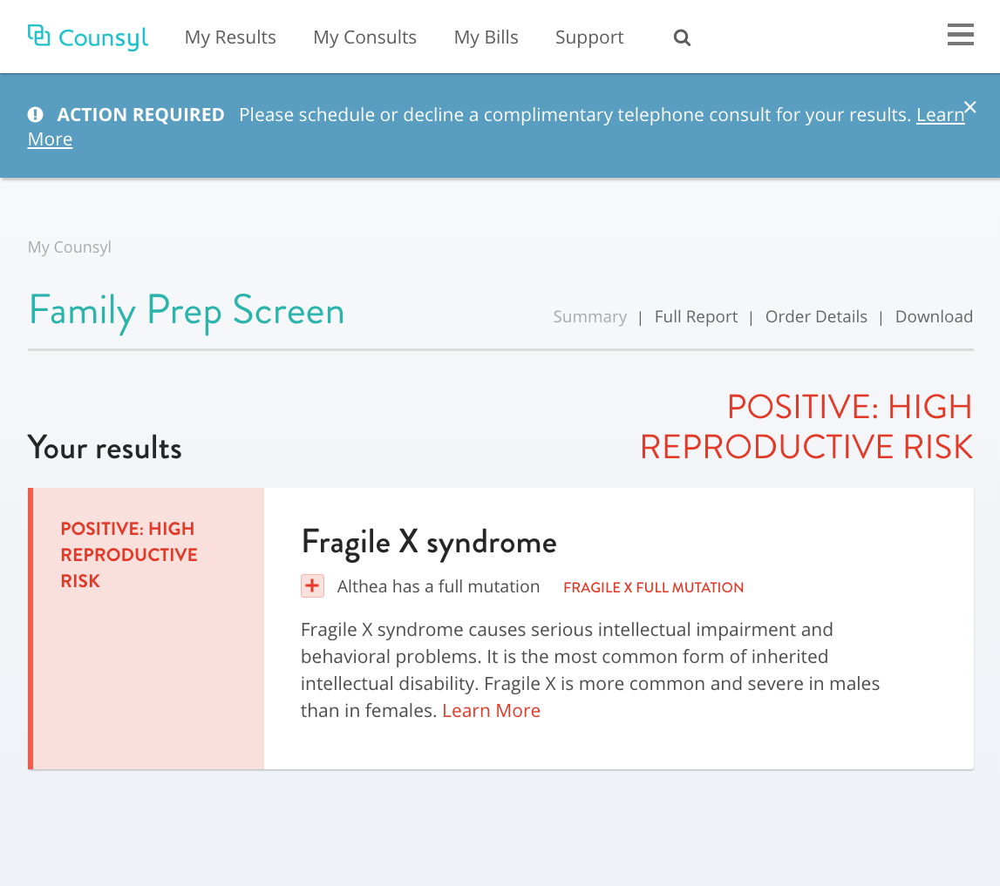 Counsyl My Results My Consults My Bills Support
ACTION REQUIRED Please schedule or decline a complimentary telephone consult for your results. Learn
More
My Counsyl
Family Prep Screen
Summary | Full Report | Order Details | Download
Your results
POSITIVE: HIGH
REPRODUCTIVE RISK
POSITIVE: HIGH
REPRODUCTIVE
RISK
Fragile X syndrome
Althea has a full mutation FRAGILE X FULL MUTATION
Fragile X syndrome causes serious intellectual impairment and
behavioral problems. It is the most common form of inherited
intellectual disability. Fragile X is more common and severe in males
than in females. Learn More